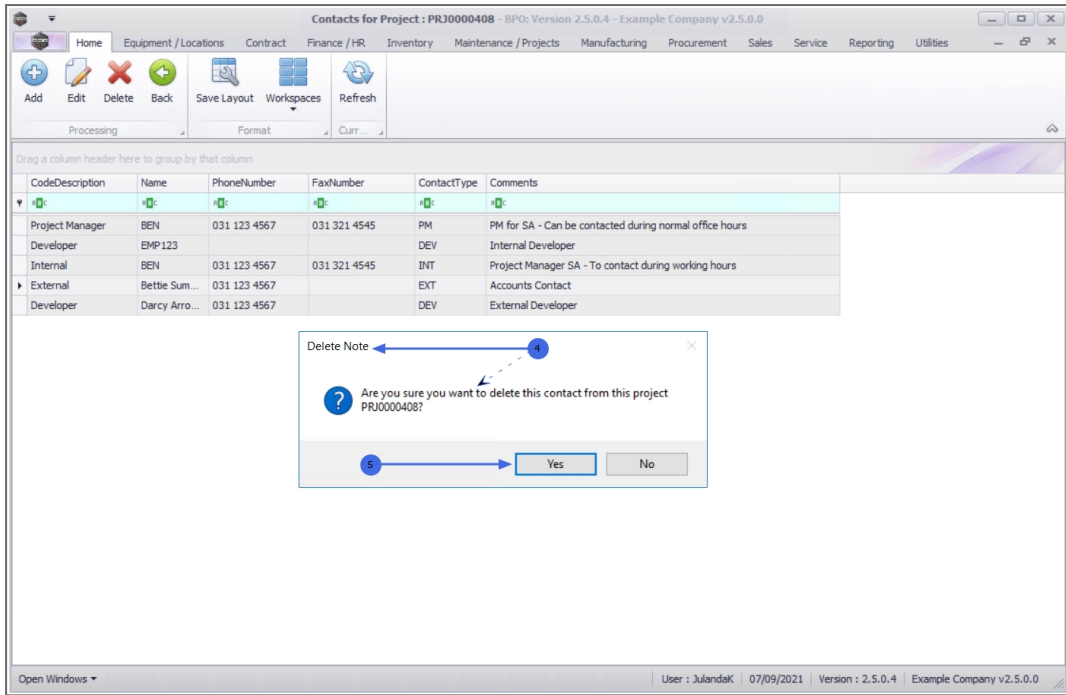 Contacts for Project : PRJ0000408 - BPO: Version 2.5.0.4 - Example Company v2.5.0.0
Home Equipment / Locations Contract Finance / HR Inventory Maintenance / Projects Manufacturing Procurement Sales Service Reporting Utilities
Add Edit Delete Back Save Layout Workspaces Refresh
Processing Format Curr...
Drag a column header here to group by that column
CodeDescription Name PhoneNumber FaxNumber ContactType Comments
Project Manager BEN 031 123 4567 031 321 4545 PM PM for SA - Can be contacted during normal office hours
Developer EMP123 DEV Internal Developer
Internal BEN 031 123 4567 031 321 4545 INT Project Manager SA - To contact during working hours
External Bettie Sum... 031 123 4567 EXT Accounts Contact
Developer Darcy Arro... 031 123 4567 DEV External Developer
Delete Note 4
Are you sure you want to delete this contact from this project
PRJ0000408?
5 Yes No
Open Windows User : JulandaK 07/09/2021 Version : 2.5.0.4 Example Company v2.5.0.0